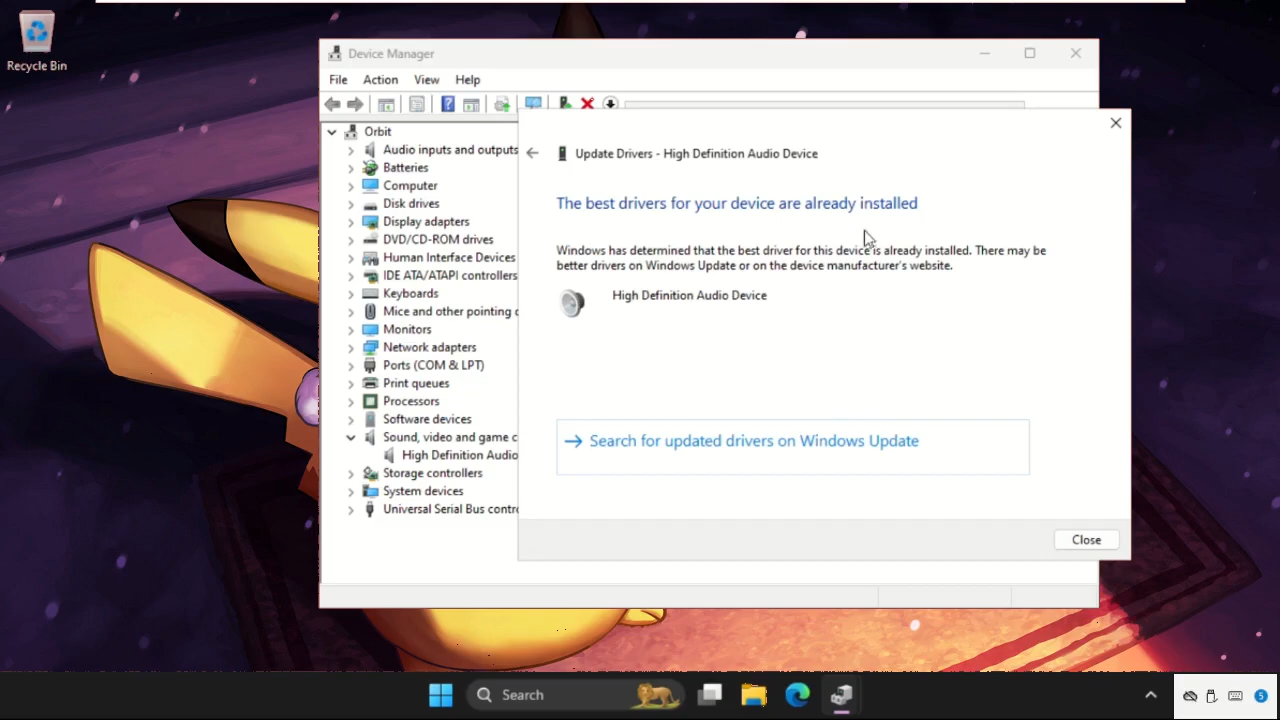 Recycle Bin
Device Manager
File Action View Help
Orbit
Audio inputs and outputs
Batteries
Computer
Disk drives
Display adapters
DVD/CD-ROM drives
Human Interface Devices
IDE ATA/ATAPI controllers
Keyboards
Mice and other pointing
Monitors
Network adapters
Ports (COM & LPT)
Print queues
Processors
Software devices
Sound, video and game c
High Definition Audio
Storage controllers
System devices
Universal Serial Bus contro
Update Drivers - High Definition Audio Device
The best drivers for your device are already installed
Windows has determined that the best driver for this device is already installed. There may be
better drivers on Windows Update or on the device manufacturer's website.
High Definition Audio Device
Search for updated drivers on Windows Update
Close
Search
5